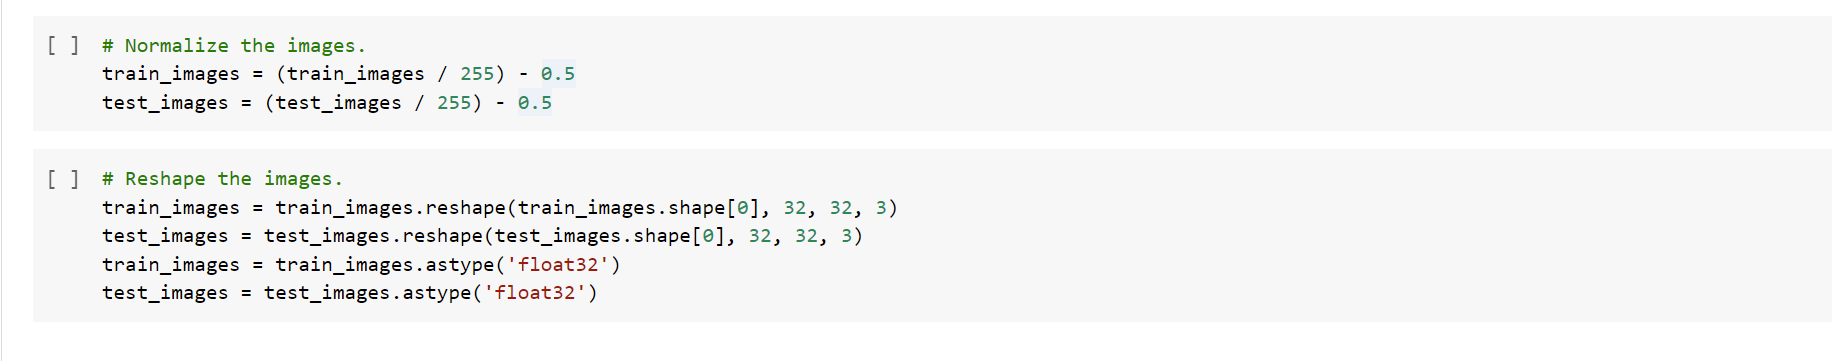 [ ] # Normalize the images.
train_images = (train_images / 255) - 0.5
test_images = (test_images / 255) - 0.5
[ ] # Reshape the images.
train_images = train_images.reshape(train_images.shape[0], 32, 32, 3)
test_images = test_images.reshape(test_images.shape[0], 32, 32, 3)
train_images = train_images.astype('float32')
test_images = test_images.astype('float32')